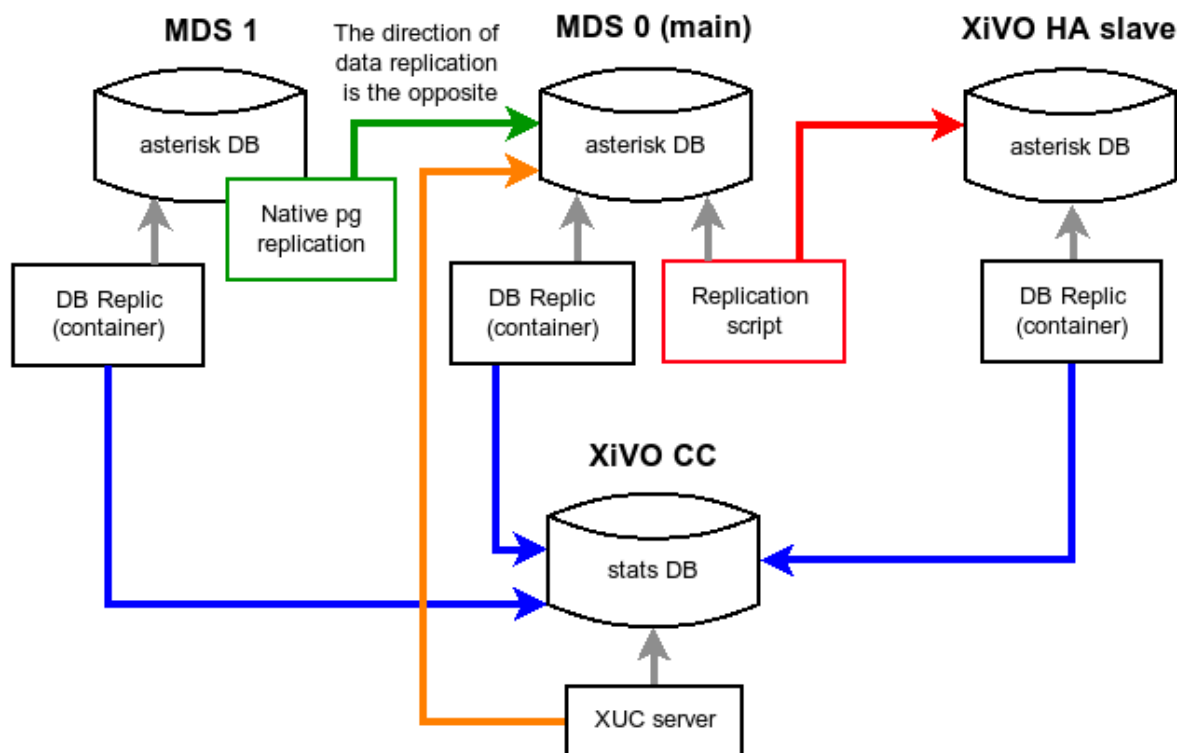 MDS 1
The direction of
data replication
is the opposite
MDS 0 (main)
XiVO HA slave
asterisk DB
asterisk DB
asterisk DB
Native pg
replication
DB Replic
(container)
DB Replic
(container)
Replication
script
DB Replic
(container)
XiVO CC
stats DB
XUC server